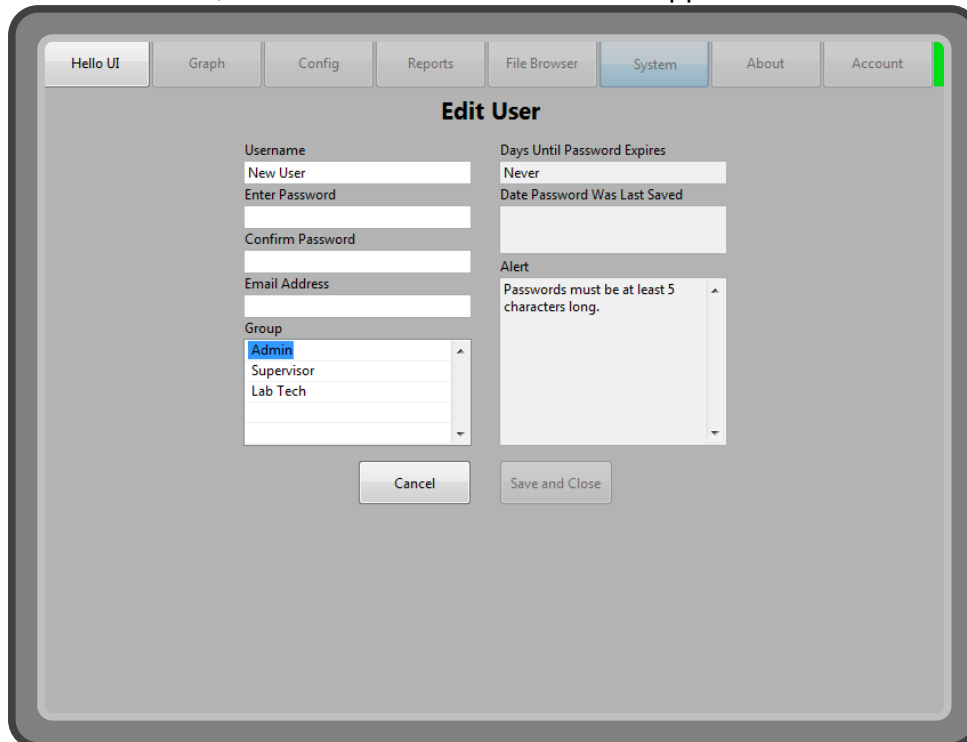 Hello UI Graph Config Reports File Browser System About Account
Edit User
Username
New User
Enter Password
Confirm Password
Email Address
Group
Admin
Supervisor
Lab Tech
Days Until Password Expires
Never
Date Password Was Last Saved
Alert
Passwords must be at least 5
characters long.
Cancel
Save and Close